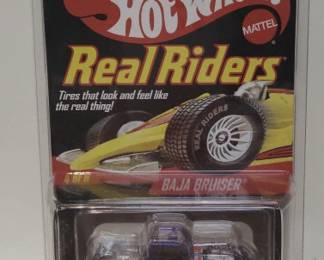 Hot Wheels
MATTEL
Real Riders®
Tires that look and feel like
the real thing!
REAL RIDERS
BAJA BRUISER®